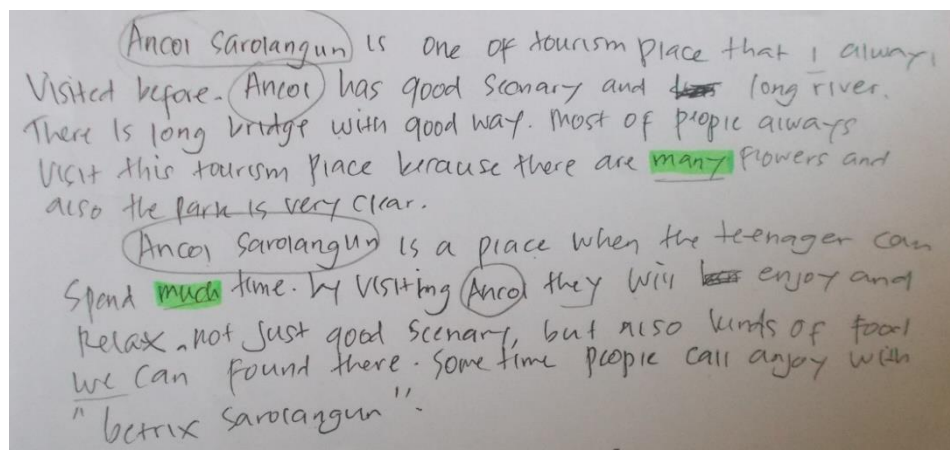 Ancol Sarolangun is one of tourism place that i always
Visited before. Ancol has good Scenary and long river.
There Is long bridge with good way. most of people always
Visit this tourism place because there are many flowers and
also the park is very clear.
Ancol Sarolangun is a place when the teenager can
Spend much time. by visiting Ancol they will enjoy and
Relax, not just good scenary, but also kinds of food
we can found there. Some time people call anjoy with
"betrix sarolangun".